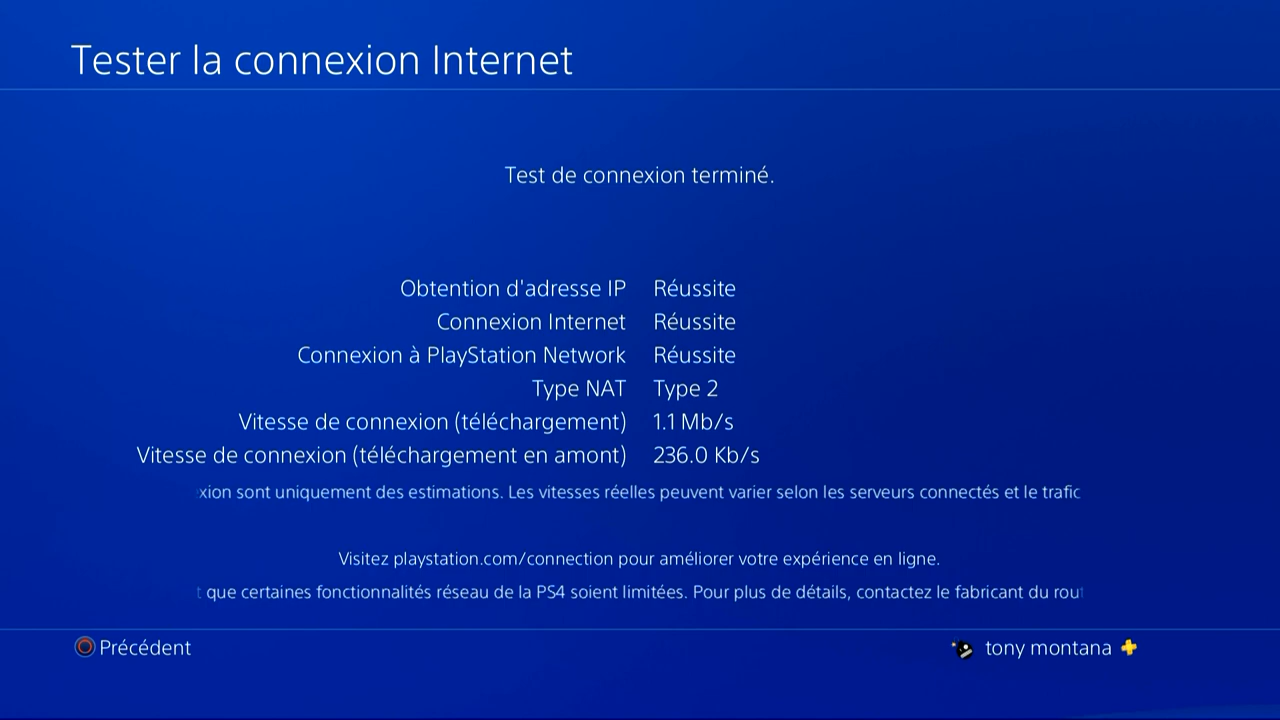 Tester la connexion Internet
Test de connexion terminé.
Obtention d'adresse IP Réussite
Connexion Internet Réussite
Connexion à PlayStation Network Réussite
Type NAT Type 2
Vitesse de connexion (téléchargement) 1.1 Mb/s
Vitesse de connexion (téléchargement en amont) 236.0 Kb/s
xion sont uniquement des estimations. Les vitesses réelles peuvent varier selon les serveurs connectés et le trafic
Visitez playstation.com/connection pour améliorer votre expérience en ligne.
t que certaines fonctionnalités réseau de la PS4 soient limitées. Pour plus de détails, contactez le fabricant du rou
Précédent
tony montana